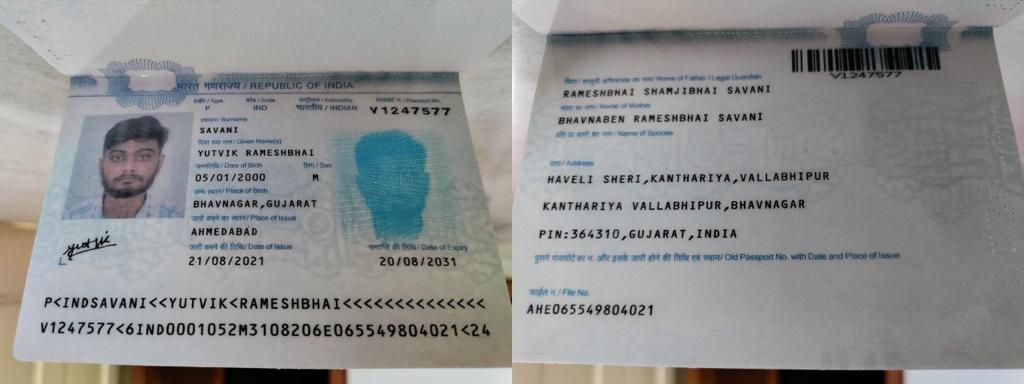 भारत गणराज्य / REPUBLIC OF INDIA
टाईप / Type कोड / Code राष्ट्रीयता / Nationality पासपोर्ट न. / Passport No.
P IND भारतीय / INDIAN V1247577
उपनाम / Surname
SAVANI
दिया गया नाम / Given Name(s)
YUTVIK RAMESHBHAI
जन्मतिथि / Date of Birth लिंग / Sex
05/01/2000 M
जन्म स्थान / Place of Birth
BHAVNAGAR,GUJARAT
जारी करने का स्थान / Place of Issue
AHMEDABAD
जारी करने की तिथि / Date of Issue समाप्ति की तिथि / Date of Expiry
21/08/2021 20/08/2031
P<INDSAVANI<<YUTVIK<RAMESHBHAI<<<<<<<<<<<<<<
V1247577<6IND0001052M3108206E065549804021<24
V1247577
पिता / कानूनी अभिभावक का नाम / Name of Father / Legal Guardian
RAMESHBHAI SHAMJIBHAI SAVANI
माता का नाम / Name of Mother
BHAVNABEN RAMESHBHAI SAVANI
पति या पत्नी का नाम / Name of Spouse
पता / Address
HAVELI SHERI,KANTHARIYA,VALLABHIPUR
KANTHARIYA VALLABHIPUR,BHAVNAGAR
PIN:364310,GUJARAT,INDIA
पुराने पासपोर्ट का न. और इसके जारी होने की तिथि एवं स्थान / Old Passport No. with Date and Place of Issue
फाईल न / File No.
AHE065549804021